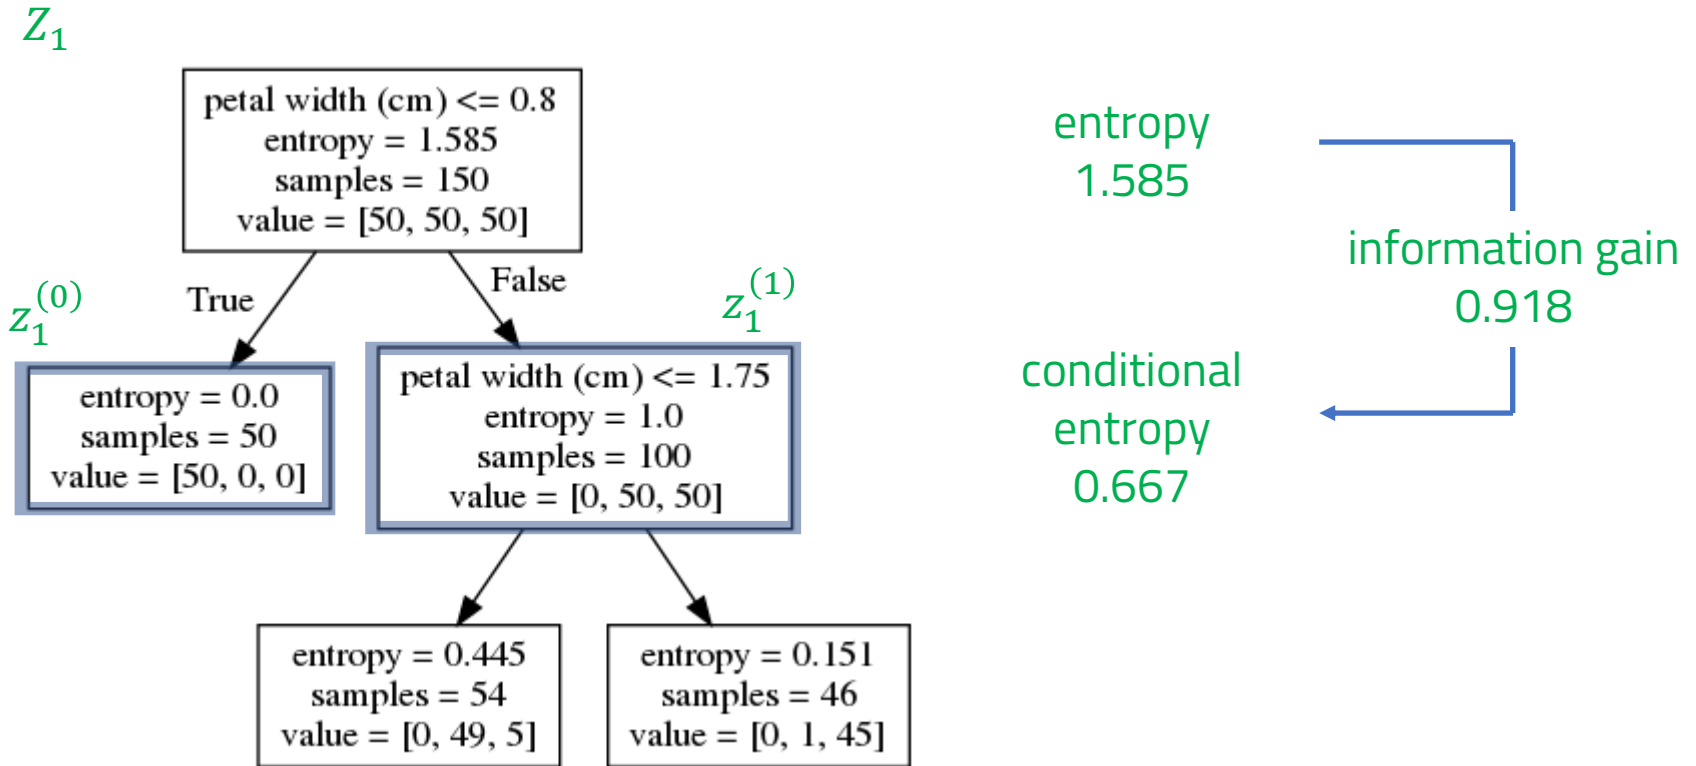 Z₁
petal width (cm) <= 0.8
entropy = 1.585
samples = 150
value = [50, 50, 50]
True
False
z₁⁽⁰⁾
z₁⁽¹⁾
entropy = 0.0
samples = 50
value = [50, 0, 0]
petal width (cm) <= 1.75
entropy = 1.0
samples = 100
value = [0, 50, 50]
entropy = 0.445
samples = 54
value = [0, 49, 5]
entropy = 0.151
samples = 46
value = [0, 1, 45]
entropy
1.585
information gain
0.918
conditional
entropy
0.667